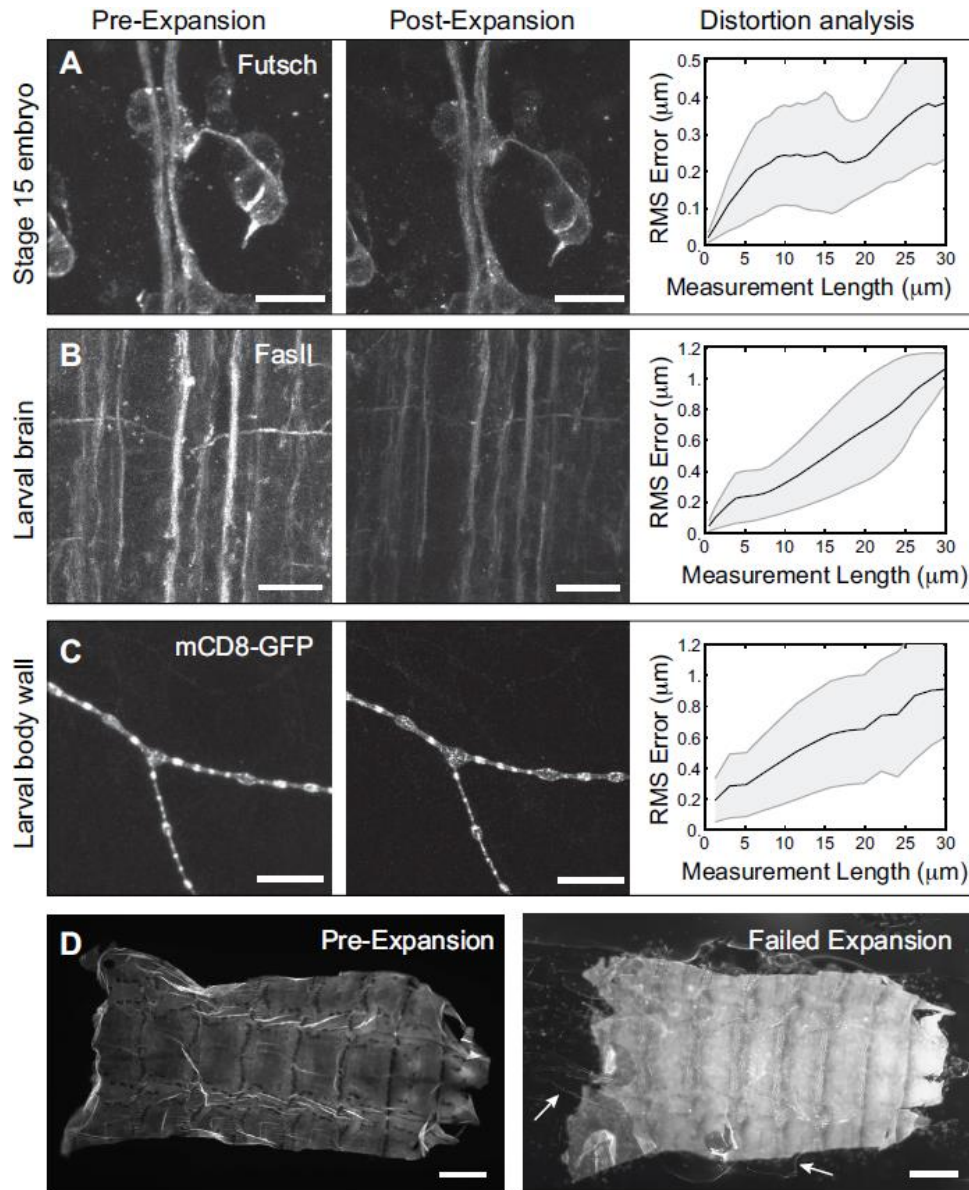 Pre-Expansion Post-Expansion Distortion analysis
Stage 15 embryo
A Futsch
RMS Error (μm)
0.5
0.4
0.3
0.2
0.1
0.
0 5 10 15 20 25 30
Measurement Length (μm)
Larval brain
B FasII
RMS Error (μm)
1.2
1.
0.8
0.6
0.4
0.2
0.
0 5 10 15 20 25 30
Measurement Length (μm)
Larval body wall
C mCD8-GFP
RMS Error (μm)
1.2
1.
0.8
0.6
0.4
0.2
0.
0 5 10 15 20 25 30
Measurement Length (μm)
D Pre-Expansion Failed Expansion